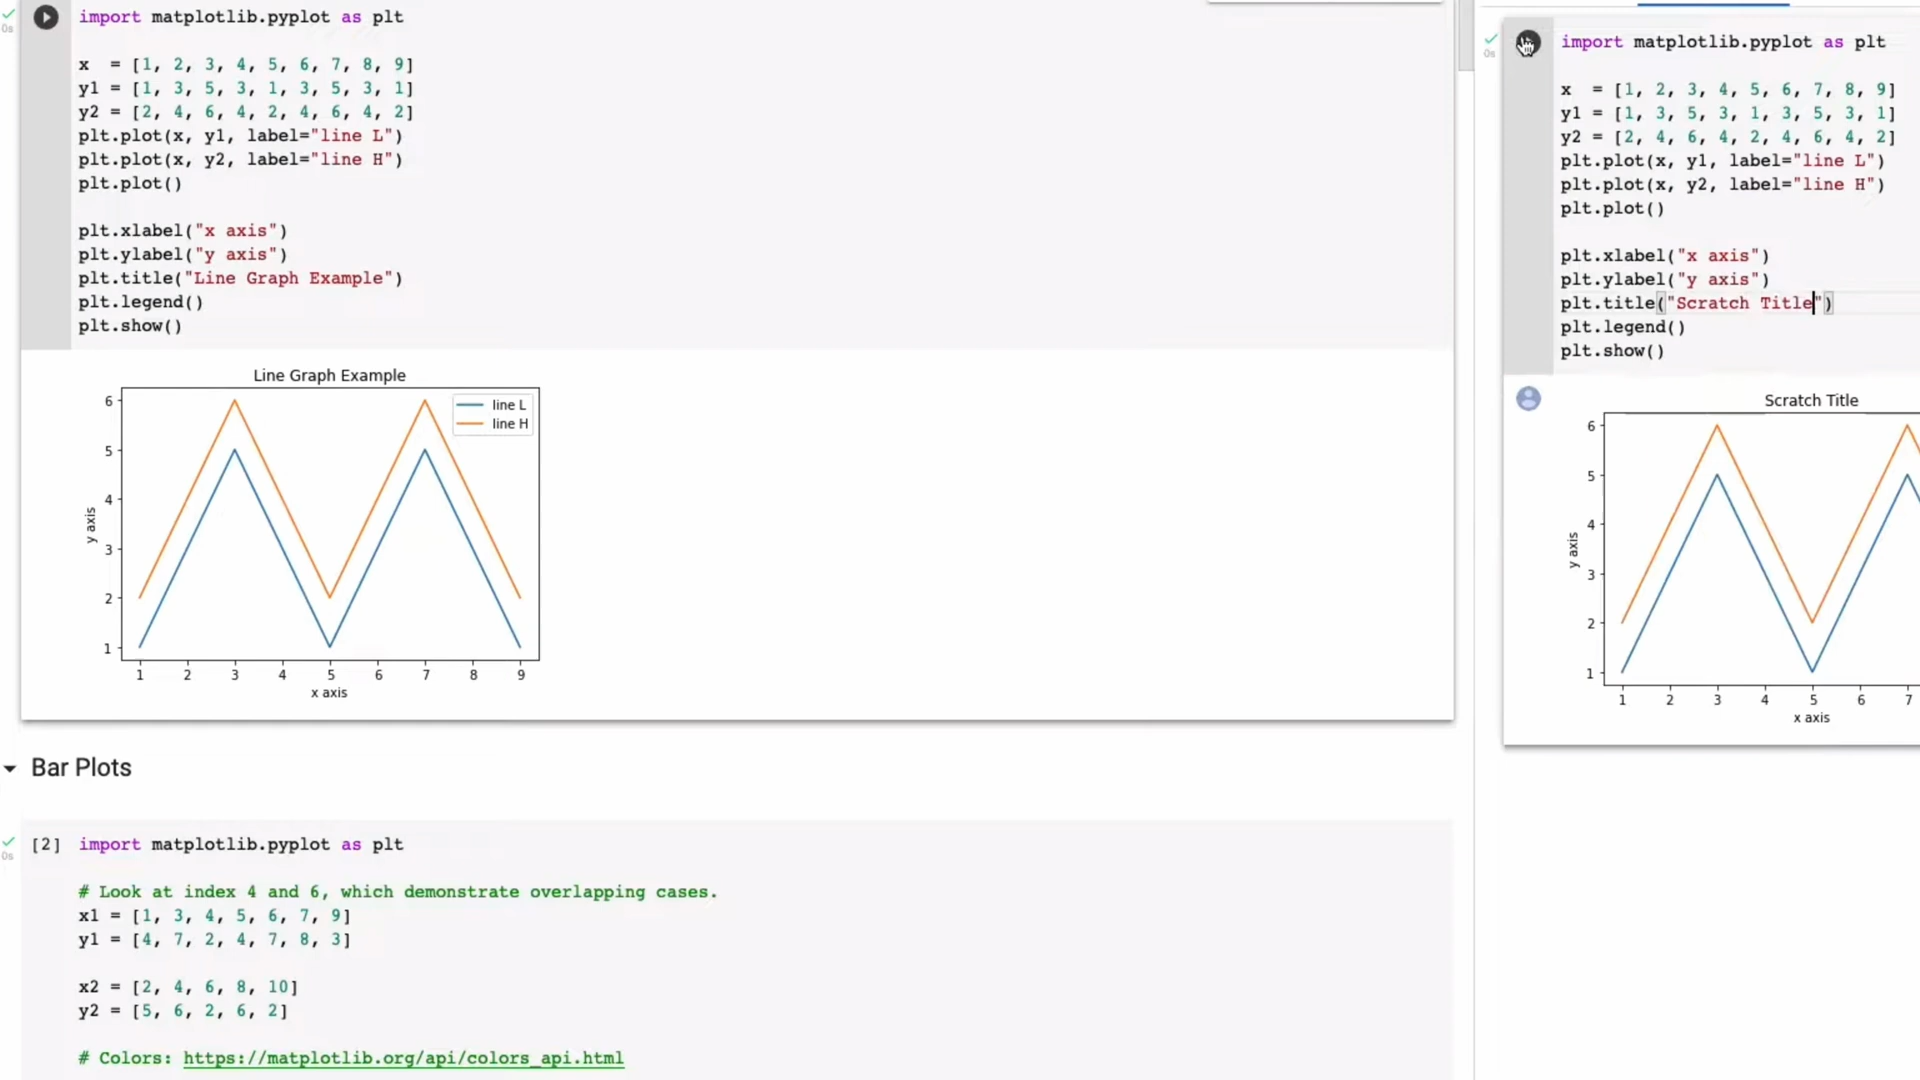 import matplotlib.pyplot as plt
0s
x  = [1, 2, 3, 4, 5, 6, 7, 8, 9]
y1 = [1, 3, 5, 3, 1, 3, 5, 3, 1]
y2 = [2, 4, 6, 4, 2, 4, 6, 4, 2]
plt.plot(x, y1, label="line L")
plt.plot(x, y2, label="line H")
plt.plot()
plt.xlabel("x axis")
plt.ylabel("y axis")
plt.title("Line Graph Example")
plt.legend()
plt.show()
Line Graph Example
line L
line H
6
5
4
3
2
1
y axis
1 2 3 4 5 6 7 8 9
x axis
Bar Plots
[2] import matplotlib.pyplot as plt
0s
# Look at index 4 and 6, which demonstrate overlapping cases.
x1 = [1, 3, 4, 5, 6, 7, 9]
y1 = [4, 7, 2, 4, 7, 8, 3]
x2 = [2, 4, 6, 8, 10]
y2 = [5, 6, 2, 6, 2]
# Colors: https://matplotlib.org/api/colors_api.html
import matplotlib.pyplot as plt
0s
x  = [1, 2, 3, 4, 5, 6, 7, 8, 9]
y1 = [1, 3, 5, 3, 1, 3, 5, 3, 1]
y2 = [2, 4, 6, 4, 2, 4, 6, 4, 2]
plt.plot(x, y1, label="line L")
plt.plot(x, y2, label="line H")
plt.plot()
plt.xlabel("x axis")
plt.ylabel("y axis")
plt.title("Scratch Title")
plt.legend()
plt.show()
Scratch Title
6
5
4
3
2
1
y axis
1 2 3 4 5 6 7
x axis